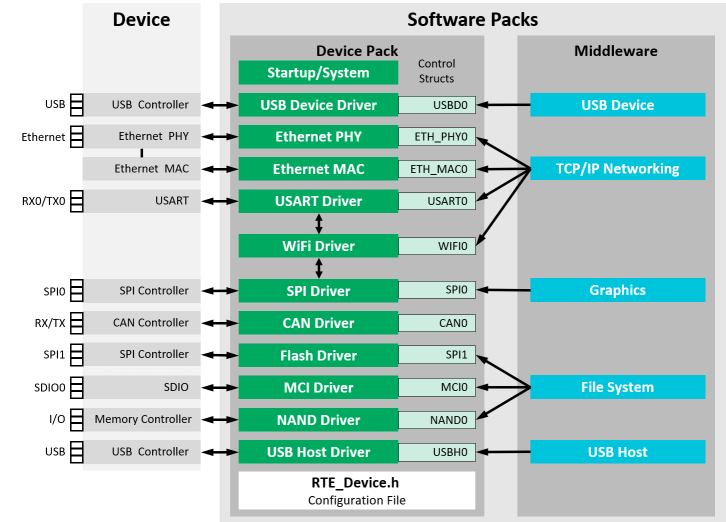 Device
Software Packs
Device Pack
Control
Structs
Middleware
Startup/System
USB
USB Controller
USB Device Driver
USBD0
USB Device
Ethernet
Ethernet PHY
Ethernet PHY
ETH_PHY0
Ethernet MAC
Ethernet MAC
ETH_MAC0
TCP/IP Networking
RX0/TX0
USART
USART Driver
USART0
WiFi Driver
WIFI0
SPI0
SPI Controller
SPI Driver
SPI0
Graphics
RX/TX
CAN Controller
CAN Driver
CAN0
SPI1
SPI Controller
Flash Driver
SPI1
SDIO0
SDIO
MCI Driver
MCI0
File System
I/O
Memory Controller
NAND Driver
NAND0
USB
USB Controller
USB Host Driver
USBH0
USB Host
RTE_Device.h
Configuration File